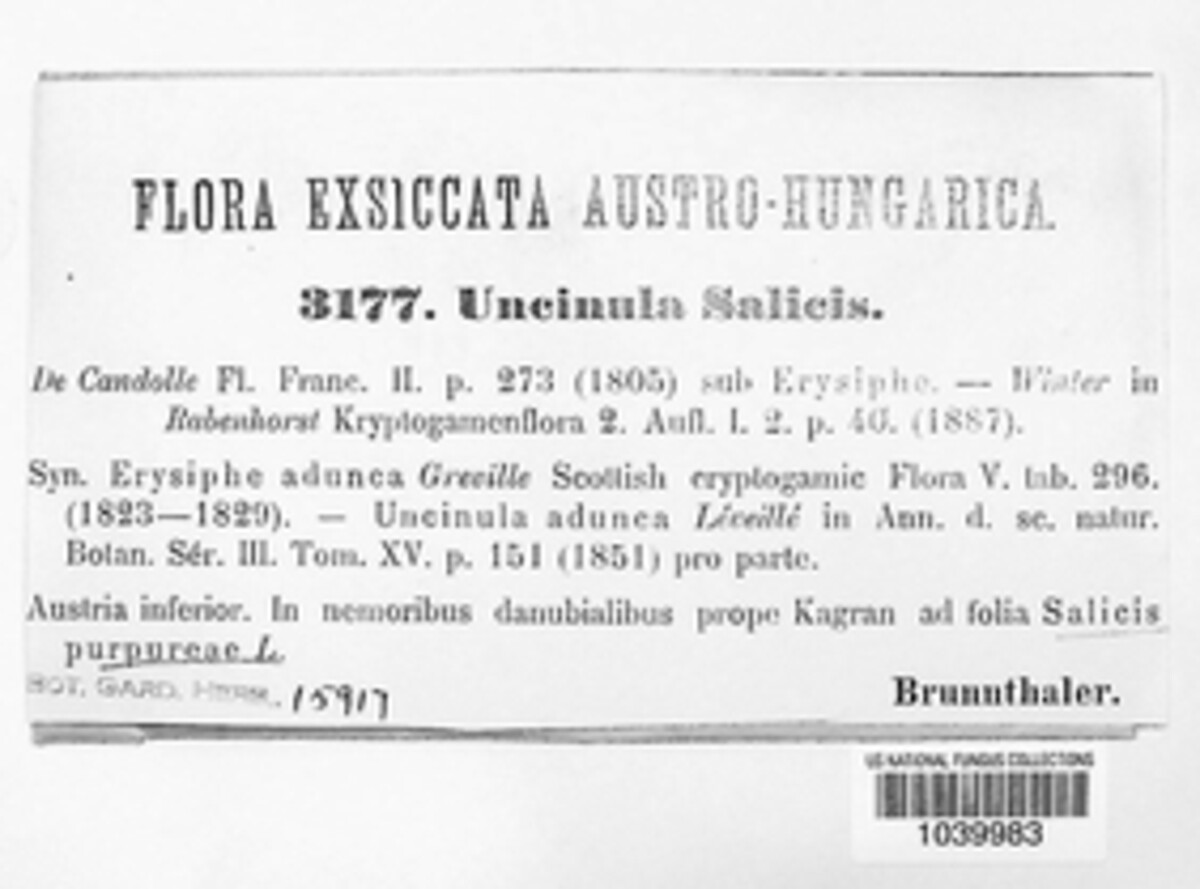 FLORA EXSICCATA AUSTRO-HUNGARICA.
3177. Uncinula Salicis.
De Candolle Fl. Franc. II. p. 273 (1805) sub Erysiphe. — Winter in
Rabenhorst Kryptogamenflora 2. Aufl. I. 2. p. 40. (1887).
Syn. Erysiphe adunca Greville Scottish cryptogamic Flora V. tab. 296.
(1823—1829). — Uncinula adunca Léveillé in Ann. d. sc. natur.
Botan. Sér. III. Tom. XV. p. 151 (1851) pro parte.
Austria inferior. In nemoribus danubialibus prope Kagran ad folia Salicis
purpureae L.
Brunnthaler.
BOT. GARD. HERB. 15917
US NATIONAL FUNGUS COLLECTIONS
1039983